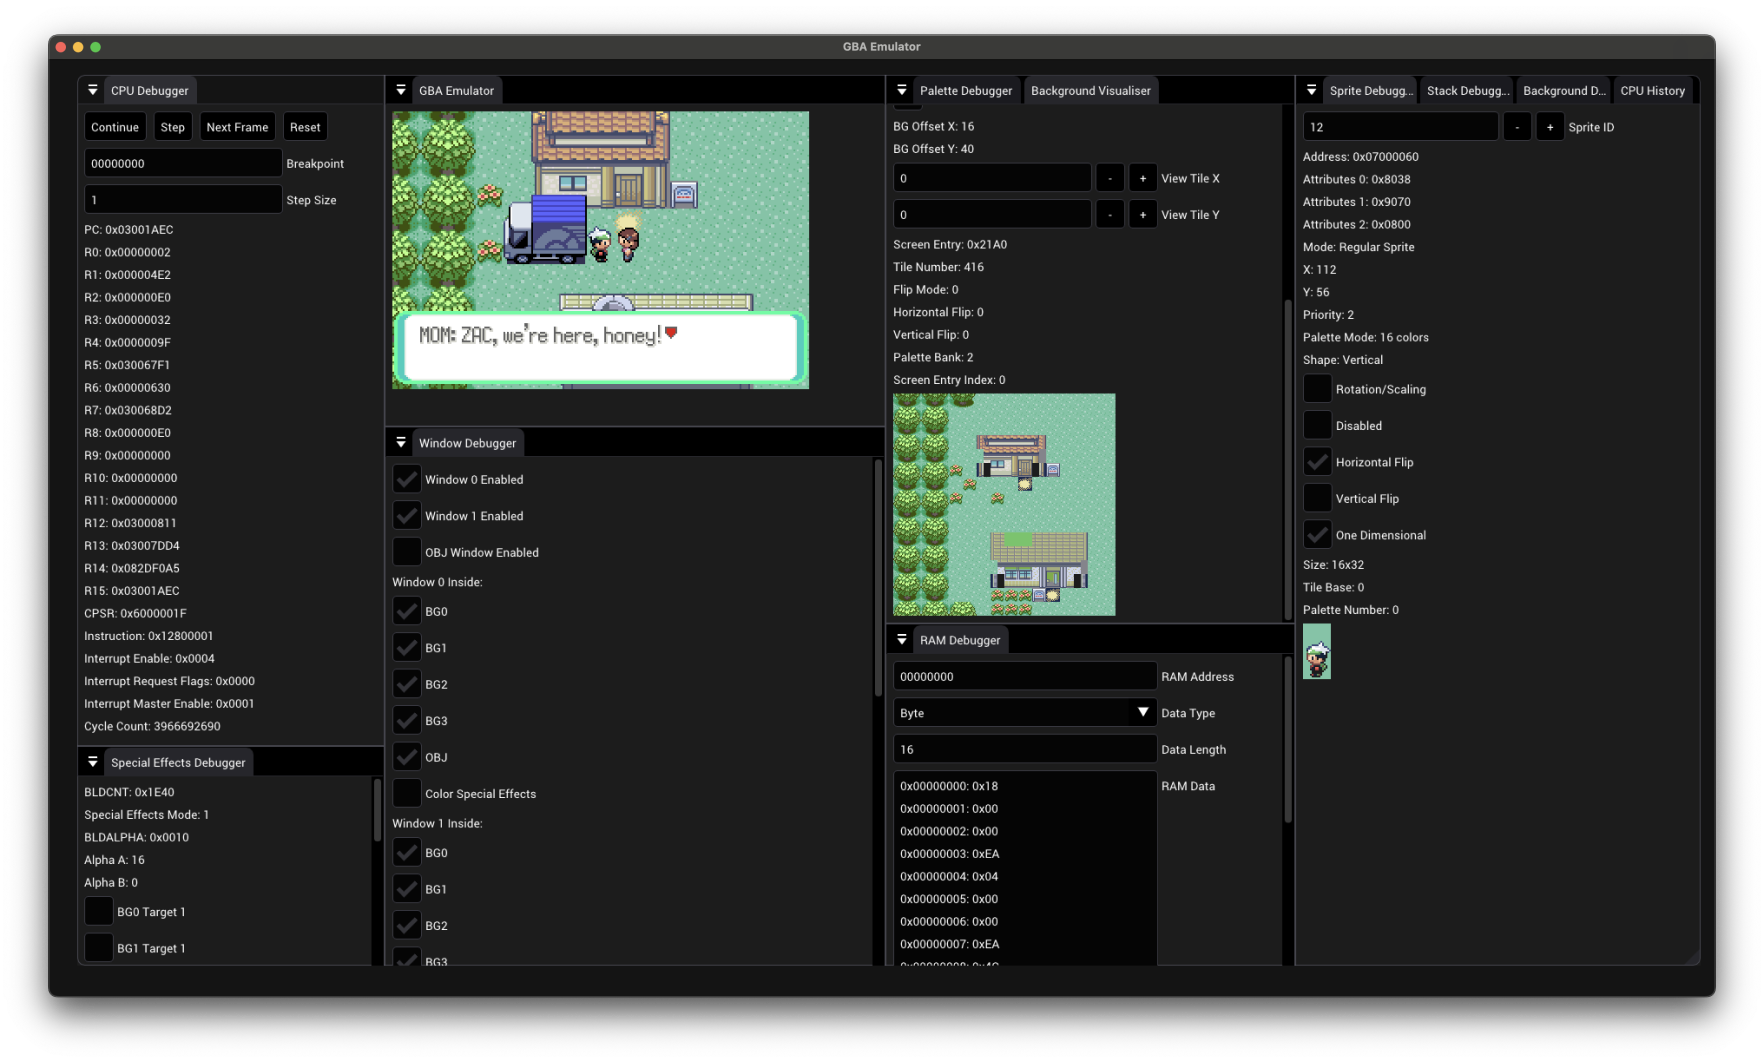 GBA Emulator
CPU Debugger
Continue
Step
Next Frame
Reset
00000000
Breakpoint
1
Step Size
PC: 0x03001AEC
R0: 0x00000002
R1: 0x000004E2
R2: 0x000000E0
R3: 0x00000032
R4: 0x0000009F
R5: 0x030067F1
R6: 0x00000630
R7: 0x030068D2
R8: 0x000000E0
R9: 0x00000000
R10: 0x00000000
R11: 0x00000000
R12: 0x03000811
R13: 0x03007DD4
R14: 0x082DF0A5
R15: 0x03001AEC
CPSR: 0x6000001F
Instruction: 0x12800001
Interrupt Enable: 0x0004
Interrupt Request Flags: 0x0000
Interrupt Master Enable: 0x0001
Cycle Count: 3966692690
Special Effects Debugger
BLDCNT: 0x1E40
Special Effects Mode: 1
BLDALPHA: 0x0010
Alpha A: 16
Alpha B: 0
BG0 Target 1
BG1 Target 1
GBA Emulator
MOM: ZAC, we're here, honey!♥
Window Debugger
Window 0 Enabled
Window 1 Enabled
OBJ Window Enabled
Window 0 Inside:
BG0
BG1
BG2
BG3
OBJ
Color Special Effects
Window 1 Inside:
BG0
BG1
BG2
BG3
Palette Debugger
Background Visualiser
BG Offset X: 16
BG Offset Y: 40
0
-
+
View Tile X
0
-
+
View Tile Y
Screen Entry: 0x21A0
Tile Number: 416
Flip Mode: 0
Horizontal Flip: 0
Vertical Flip: 0
Palette Bank: 2
Screen Entry Index: 0
RAM Debugger
00000000
RAM Address
Byte
Data Type
16
Data Length
RAM Data
0x00000000: 0x18
0x00000001: 0x00
0x00000002: 0x00
0x00000003: 0xEA
0x00000004: 0x04
0x00000005: 0x00
0x00000006: 0x00
0x00000007: 0xEA
Sprite Debugg...
Stack Debugg...
Background D...
CPU History
12
-
+
Sprite ID
Address: 0x07000060
Attributes 0: 0x8038
Attributes 1: 0x9070
Attributes 2: 0x0800
Mode: Regular Sprite
X: 112
Y: 56
Priority: 2
Palette Mode: 16 colors
Shape: Vertical
Rotation/Scaling
Disabled
Horizontal Flip
Vertical Flip
One Dimensional
Size: 16x32
Tile Base: 0
Palette Number: 0